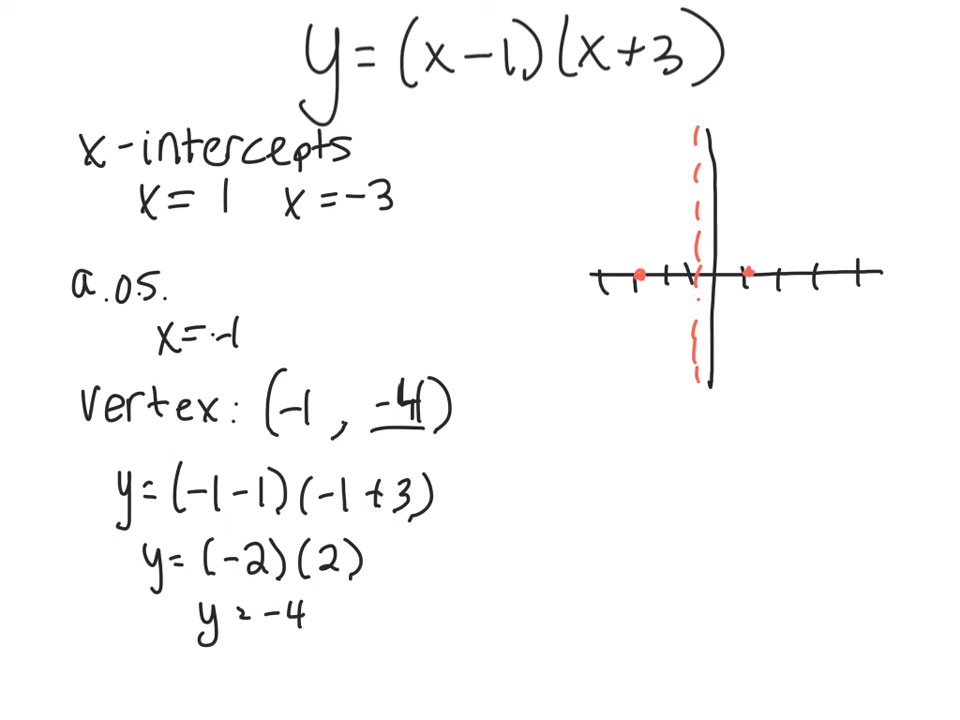 y = (x-1)(x+3)
x-intercepts
x = 1 x = -3
a.o.s.
x = -1
vertex: (-1, -4)
y = (-1-1)(-1+3)
y = (-2)(2)
y = -4